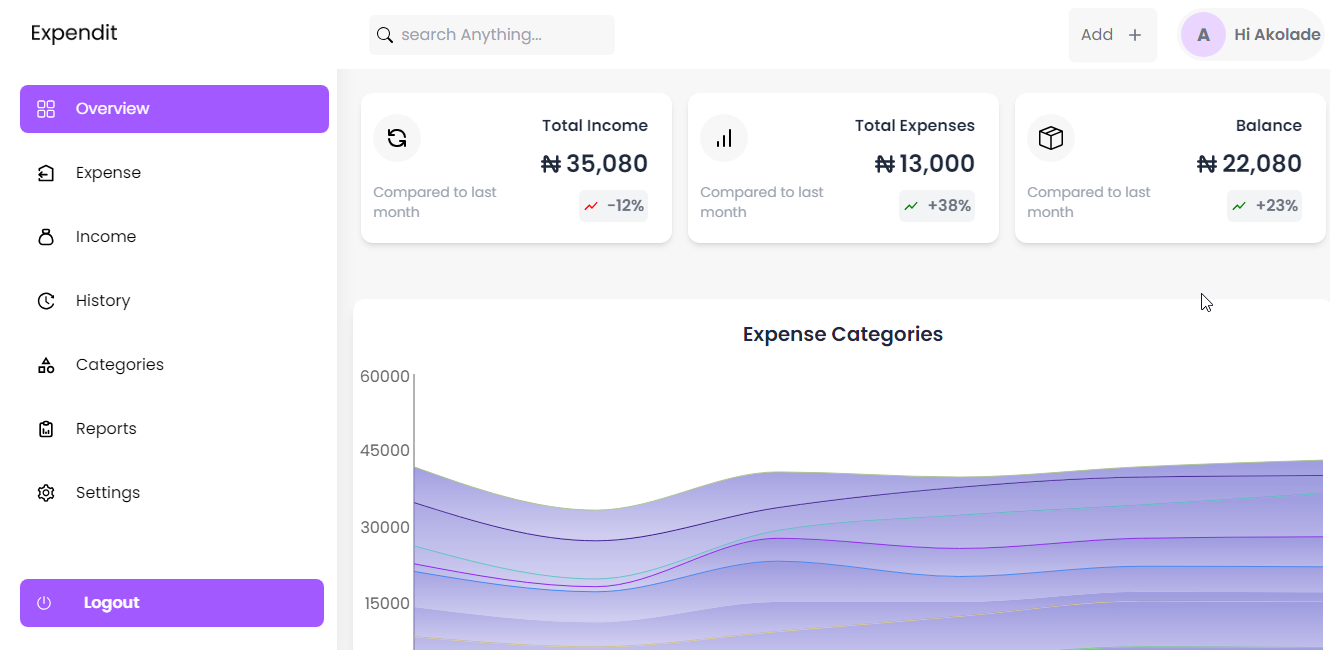 Expendit
search Anything...
Add +
A
Hi Akolade
Overview
Expense
Income
History
Categories
Reports
Settings
Logout
Total Income
₦ 35,080
Compared to last
month
-12%
Total Expenses
₦ 13,000
Compared to last
month
+38%
Balance
₦ 22,080
Compared to last
month
+23%
Expense Categories
60000
45000
30000
15000